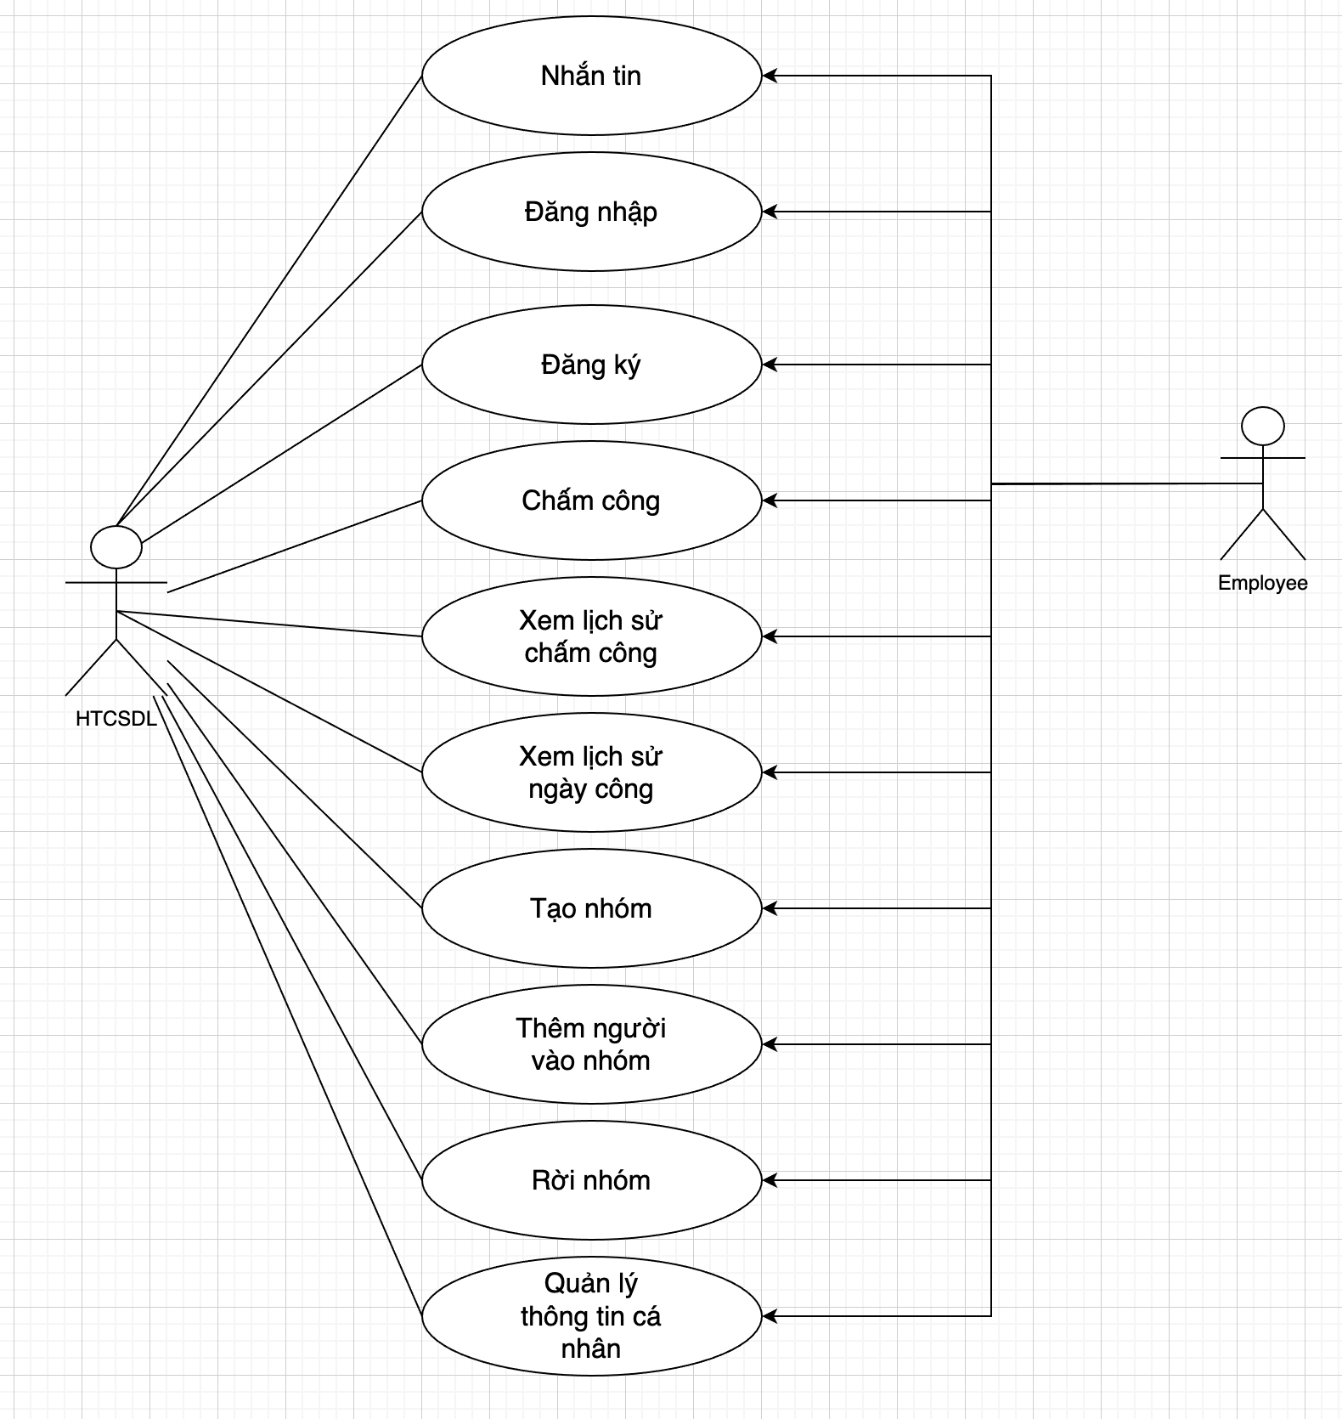 Nhắn tin
Đăng nhập
Đăng ký
Chấm công
Xem lịch sử
chấm công
Xem lịch sử
ngày công
Tạo nhóm
Thêm người
vào nhóm
Rời nhóm
Quản lý
thông tin cá
nhân
HTCSDL
Employee